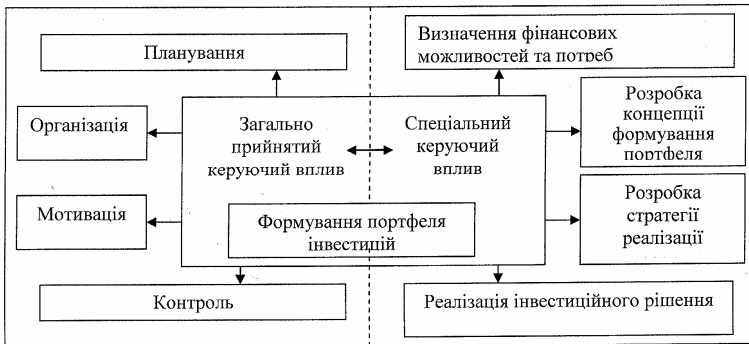 Планування
Визначення фінансових
можливостей та потреб
Організація
Загально
прийнятий
керуючий вплив
Спеціальний
керуючий
вплив
Розробка
концепції
формування
портфеля
Мотивація
Формування портфеля
інвестицій
Розробка
стратегії
реалізації
Контроль
Реалізація інвестиційного рішення